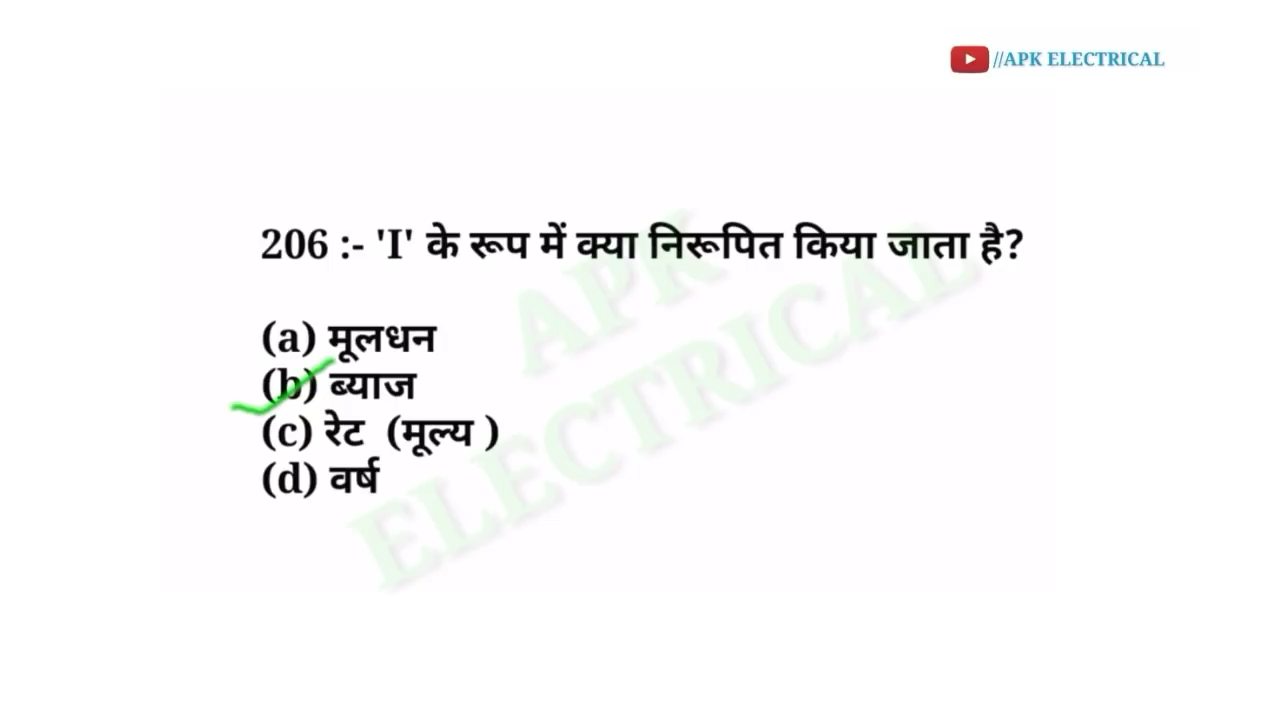 //APK ELECTRICAL
206 :- 'I' के रूप में क्या निरूपित किया जाता है?
(a) मूलधन
(b) ब्याज
(c) रेट (मूल्य )
(d) वर्ष
APK
ELECTRICAL